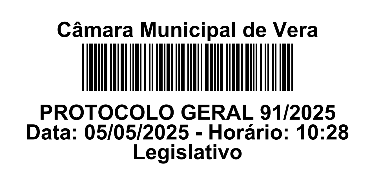 Câmara Municipal de Vera
PROTOCOLO GERAL 91/2025
Data: 05/05/2025 - Horário: 10:28
Legislativo